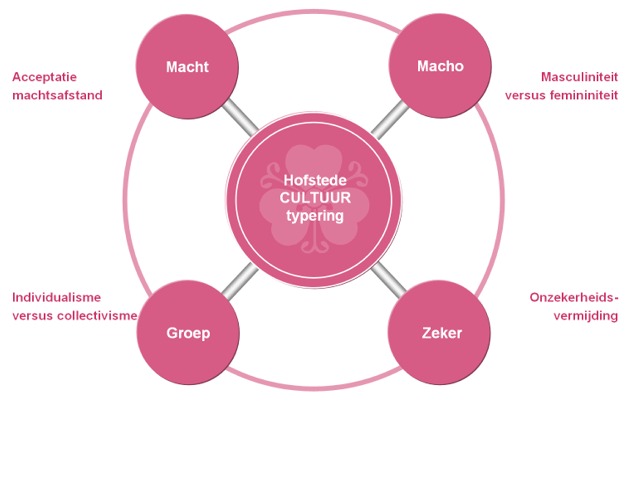 Macht
Macho
Acceptatie
machtsafstand
Masculiniteit
versus femininiteit
Hofstede
CULTUUR
typering
Individualisme
versus collectivisme
Onzekerheids-
vermijding
Groep
Zeker